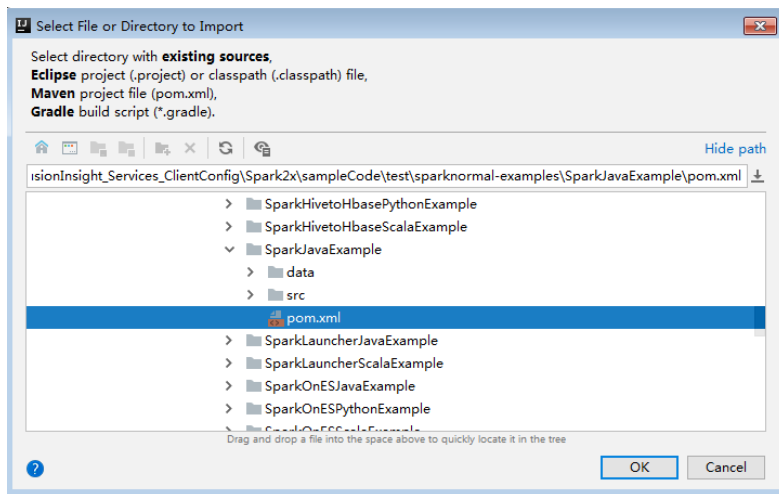 Select File or Directory to Import
Select directory with existing sources,
Eclipse project (.project) or classpath (.classpath) file,
Maven project file (pom.xml),
Gradle build script (*.gradle).
Hide path
ısionInsight_Services_ClientConfig\Spark2x\sampleCode\test\sparknormal-examples\SparkJavaExample\pom.xml
SparkHivetoHbasePythonExample
SparkHivetoHbaseScalaExample
SparkJavaExample
data
src
pom.xml
SparkLauncherJavaExample
SparkLauncherScalaExample
SparkOnESJavaExample
SparkOnESPythonExample
SparkOnESScalaExample
Drag and drop a file into the space above to quickly locate it in the tree
? OK Cancel